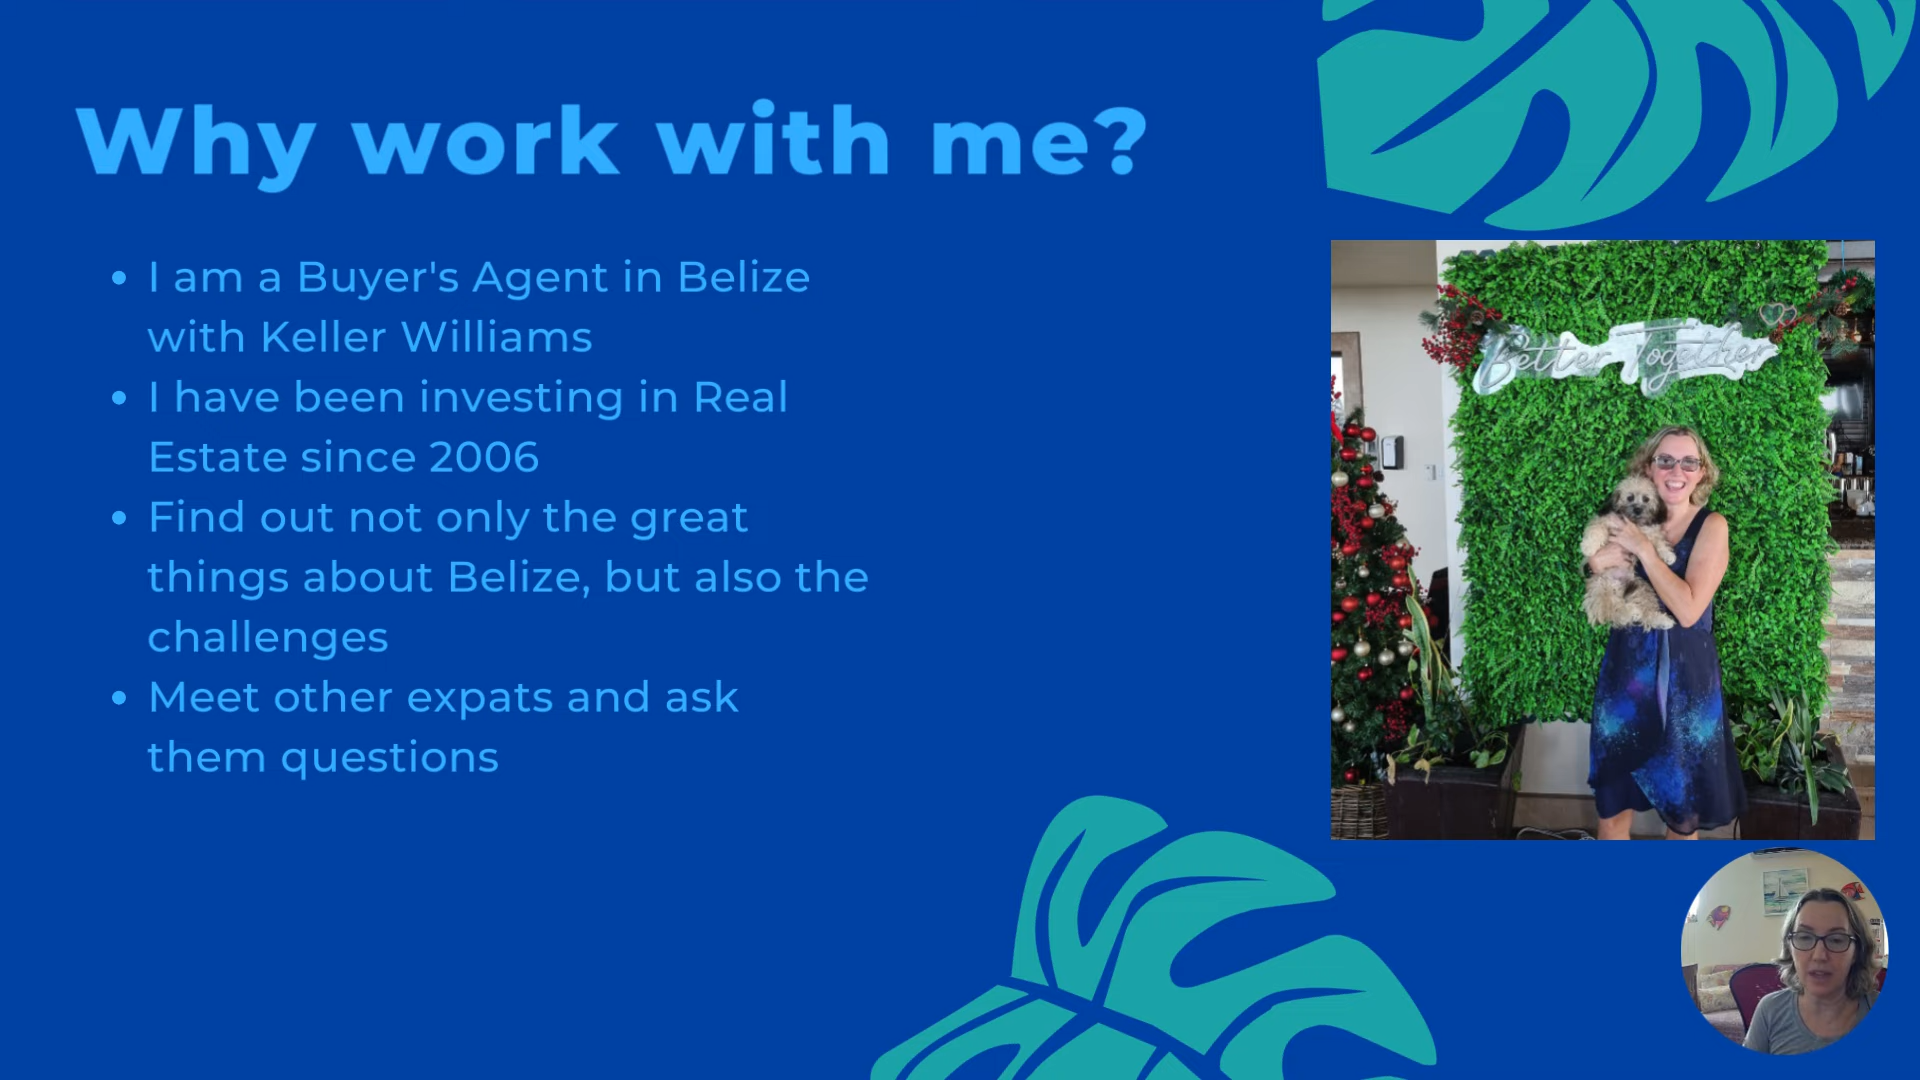 Why work with me?
I am a Buyer's Agent in Belize
with Keller Williams
I have been investing in Real
Estate since 2006
Find out not only the great
things about Belize, but also the
challenges
Meet other expats and ask
them questions
Better Together